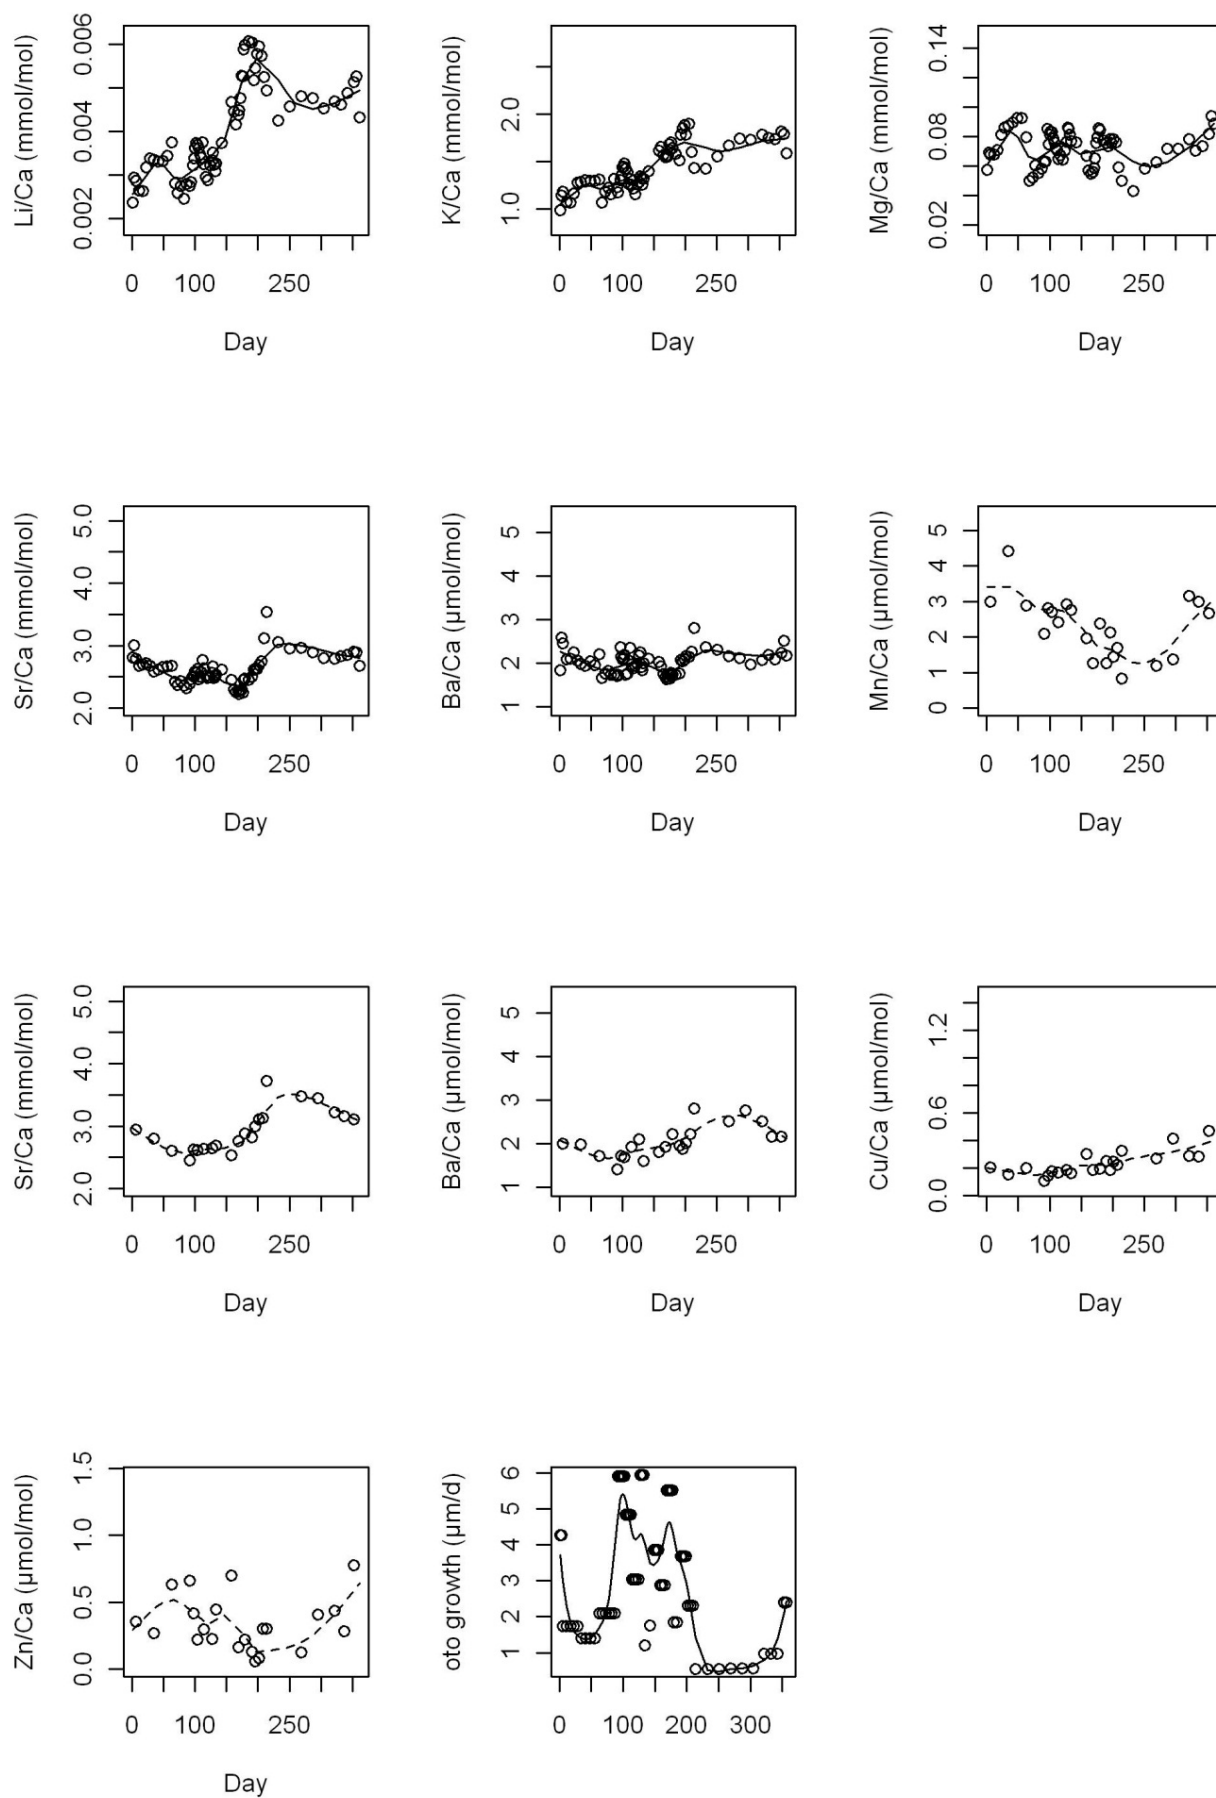 Li/Ca (mmol/mol)
0.002 0.004 0.006
0 100 250
Day
K/Ca (mmol/mol)
1.0 2.0
0 100 250
Day
Mg/Ca (mmol/mol)
0.02 0.08 0.14
0 100 250
Day
Sr/Ca (mmol/mol)
2.0 3.0 4.0 5.0
0 100 250
Day
Ba/Ca (μmol/mol)
1 2 3 4 5
0 100 250
Day
Mn/Ca (μmol/mol)
0 1 2 3 4 5
0 100 250
Day
Sr/Ca (mmol/mol)
2.0 3.0 4.0 5.0
0 100 250
Day
Ba/Ca (μmol/mol)
1 2 3 4 5
0 100 250
Day
Cu/Ca (μmol/mol)
0.0 0.6 1.2
0 100 250
Day
Zn/Ca (μmol/mol)
0.0 0.5 1.0 1.5
0 100 250
Day
oto growth (μm/d)
1 2 3 4 5 6
0 100 200 300